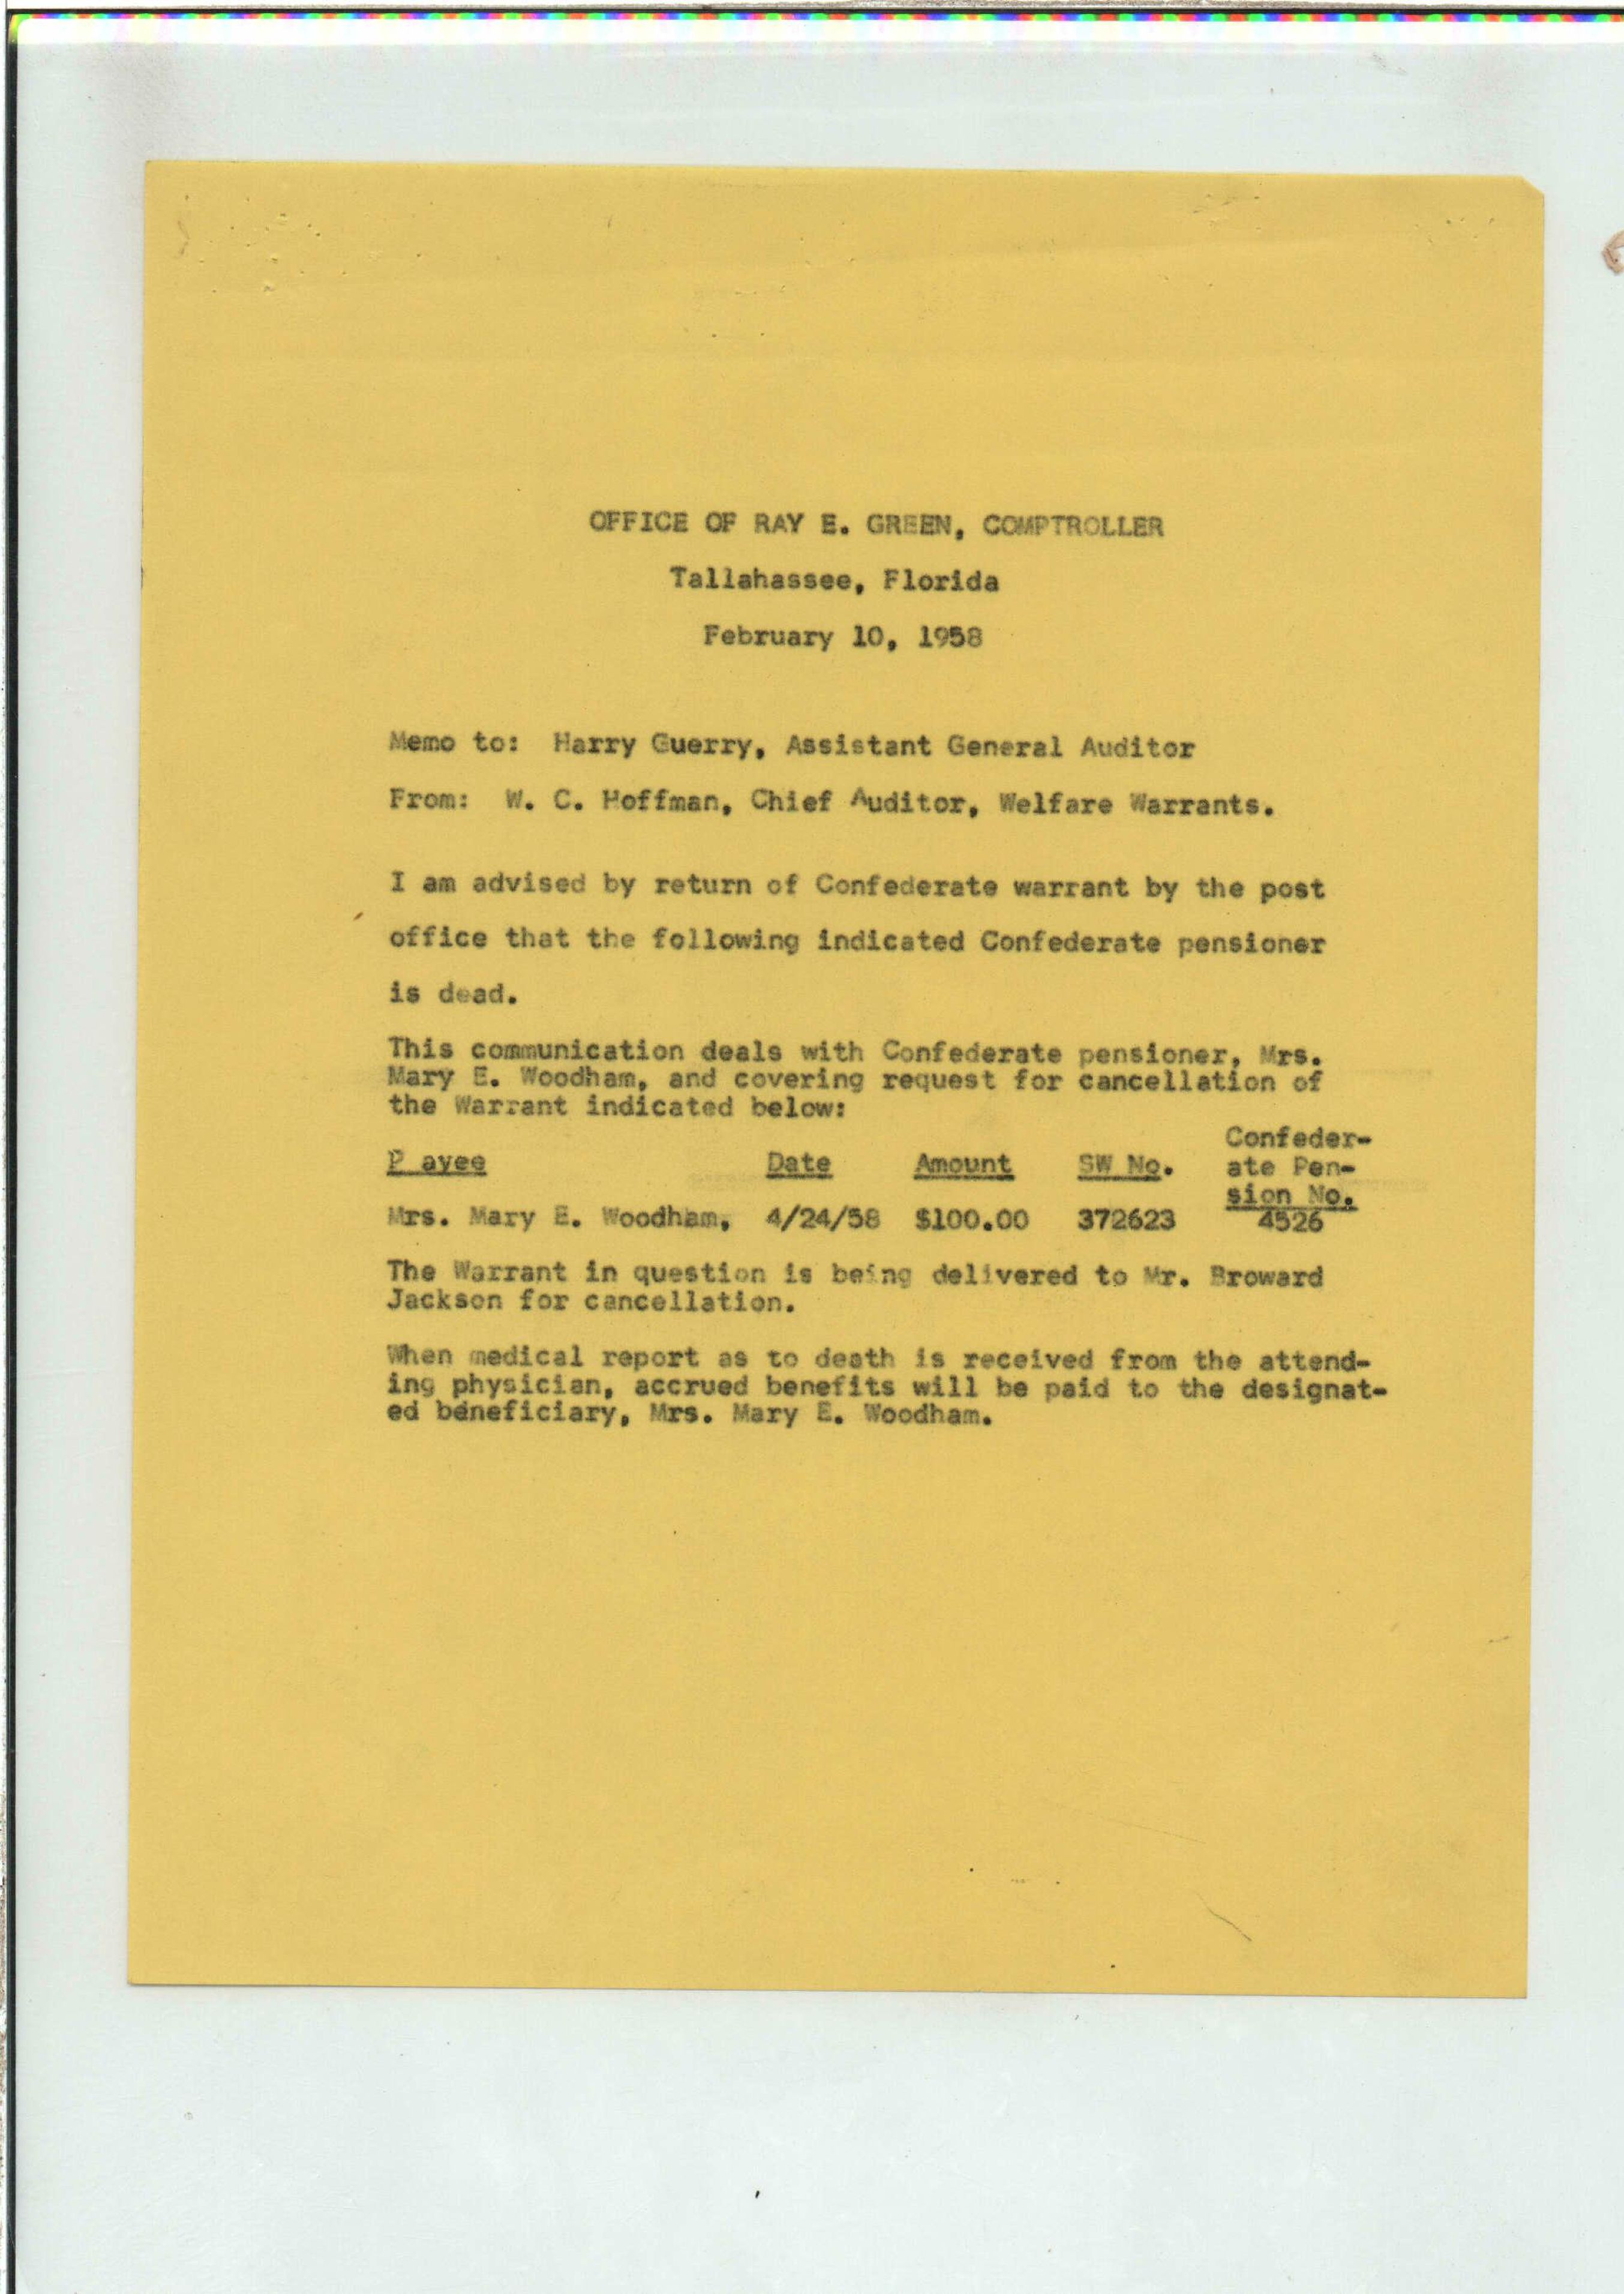 OFFICE OF RAY E. GREEN, COMPTROLLER
Tallahassee, Florida
February 10, 1958
Memo to: Harry Guerry, Assistant General Auditor
From: W. C. Hoffman, Chief Auditor, Welfare Warrants.
I am advised by return of Confederate warrant by the post
office that the following indicated Confederate pensioner
is dead.
This communication deals with Confederate pensioner, Mrs.
Mary E. Woodham, and covering request for cancellation of
the Warrant indicated below:
Confeder-
P ayee Date Amount SW No. ate Pen-
sion No.
Mrs. Mary E. Woodham, 4/24/58 $100.00 372623 4526
The Warrant in question is being delivered to Mr. Broward
Jackson for cancellation.
When medical report as to death is received from the attend-
ing physician, accrued benefits will be paid to the designat-
ed beneficiary, Mrs. Mary E. Woodham.